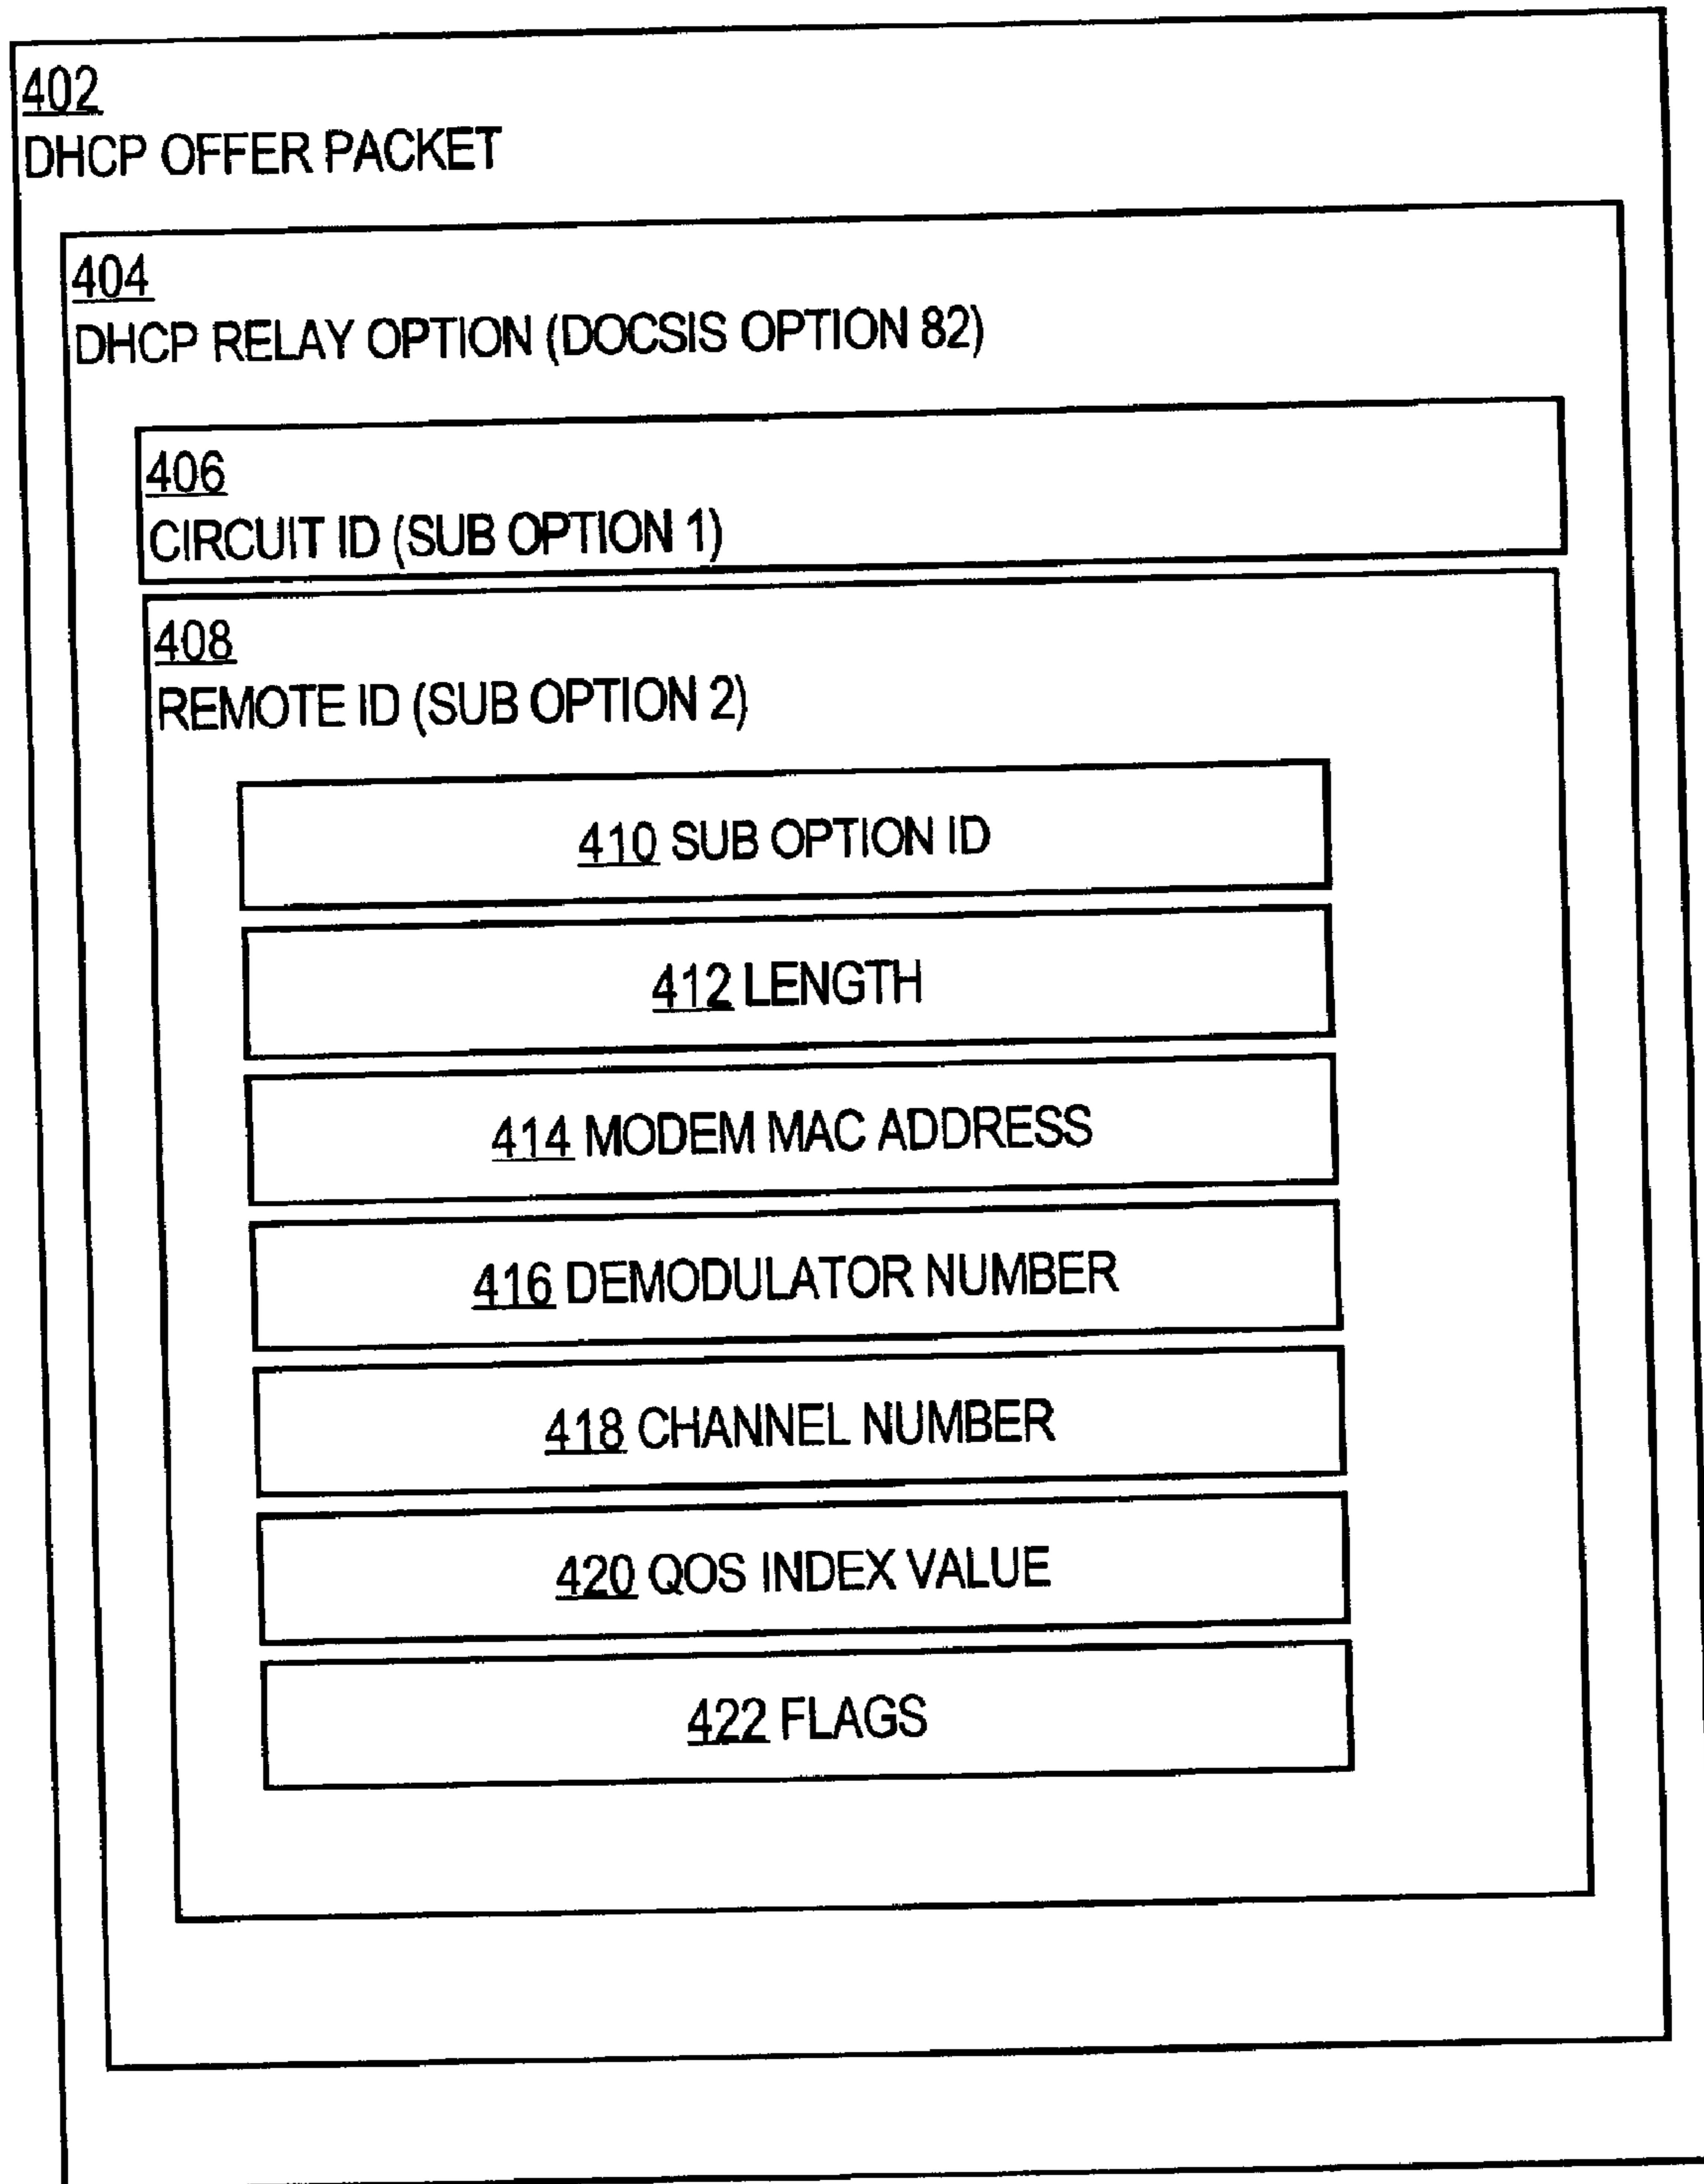 402
DHCP OFFER PACKET
404
DHCP RELAY OPTION (DOCSIS OPTION 82)
406
CIRCUIT ID (SUB OPTION 1)
408
REMOTE ID (SUB OPTION 2)
410 SUB OPTION ID
412 LENGTH
414 MODEM MAC ADDRESS
416 DEMODULATOR NUMBER
418 CHANNEL NUMBER
420 QOS INDEX VALUE
422 FLAGS